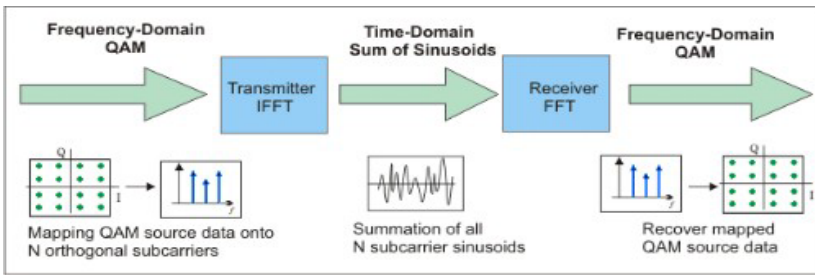 Frequency-Domain
QAM
Time-Domain
Sum of Sinusoids
Frequency-Domain
QAM
Transmitter
IFFT
Receiver
FFT
Q
I
f
Mapping QAM source data onto
N orthogonal subcarriers
Summation of all
N subcarrier sinusoids
f
Q
I
Recover mapped
QAM source data